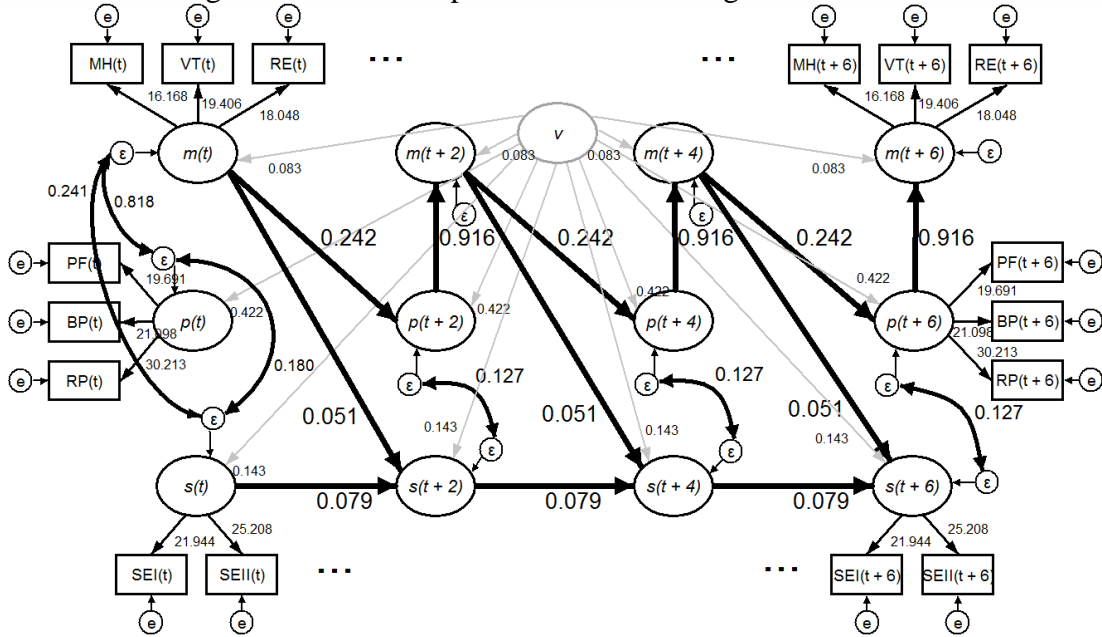 e e e e e e
MH(t) VT(t) RE(t) ... ... MH(t + 6) VT(t + 6) RE(t + 6)
16.168 19.406 18.048 16.168 19.406 18.048
v
ε m(t) m(t + 2) m(t + 4) m(t + 6) ε
0.083 0.083 0.083 0.083
0.241 0.818 ε ε
0.242 0.916 0.242 0.916 0.242 0.916
e PF(t) ε PF(t + 6) e
19.691 19.691
0.422 0.422 0.422 0.422
e BP(t) p(t) p(t + 2) p(t + 4) p(t + 6) BP(t + 6) e
21.098 21.098
30.213 30.213
e RP(t) 0.180 ε 0.127 ε 0.127 ε RP(t + 6) e
0.127
ε 0.051 0.051 0.051
0.143 0.143 0.143
ε ε ε
s(t) 0.143 s(t + 2) s(t + 4) s(t + 6)
0.079 0.079 0.079
21.944 25.208 21.944 25.208
SEI(t) SEII(t) ... ... SEI(t + 6) SEII(t + 6)
e e e e